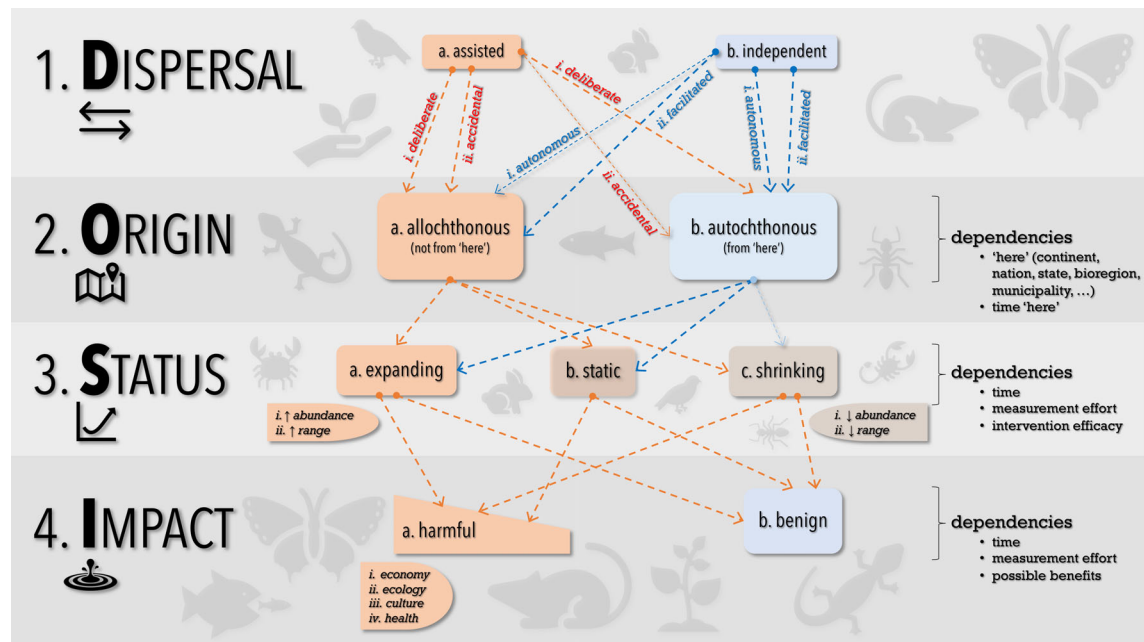 1. DISPERSAL
a. assisted
b. independent
i. deliberate
ii. accidental
i. deliberate
ii. accidental
i. autonomous
ii. facilitated
i. autonomous
ii. facilitated
2. ORIGIN
a. allochthonous
(not from ‘here’)
b. autochthonous
(from ‘here’)
dependencies
• ‘here’ (continent,
nation, state, bioregion,
municipality, …)
• time ‘here’
3. STATUS
a. expanding
b. static
c. shrinking
i. ↑ abundance
ii. ↑ range
i. ↓ abundance
ii. ↓ range
dependencies
• time
• measurement effort
• intervention efficacy
4. IMPACT
a. harmful
b. benign
i. economy
ii. ecology
iii. culture
iv. health
dependencies
• time
• measurement effort
• possible benefits